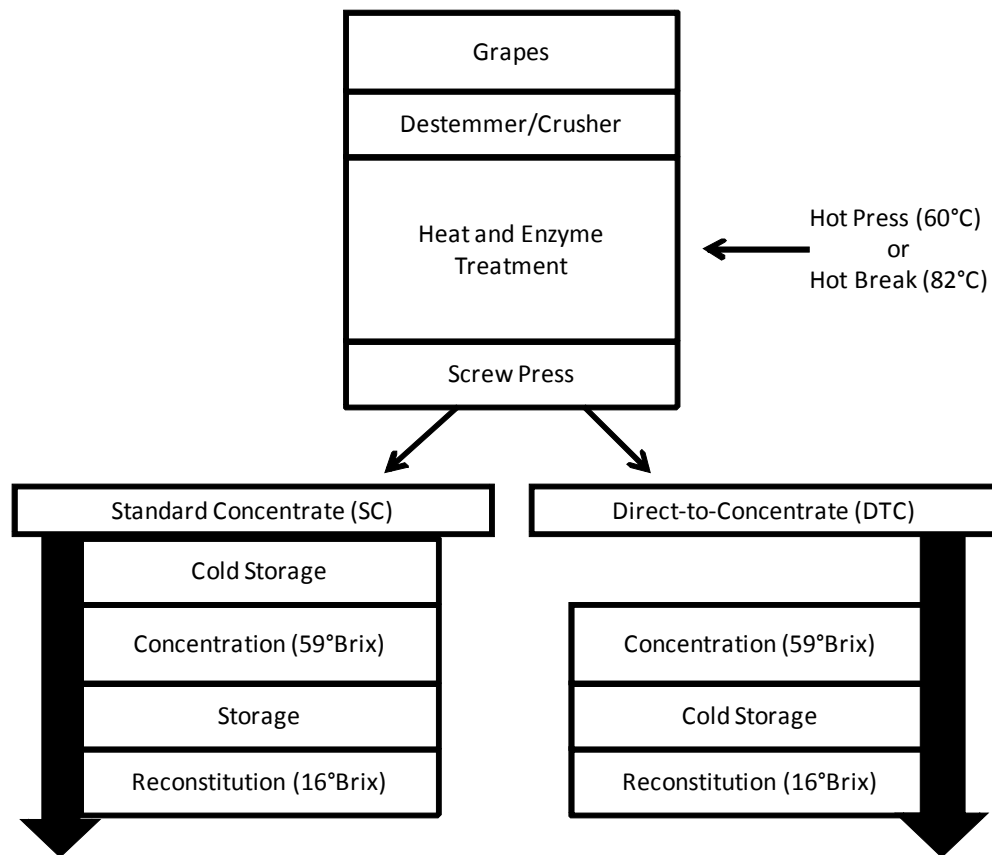 Grapes
Destemmer/Crusher
Heat and Enzyme
Treatment
Hot Press (60°C)
or
Hot Break (82°C)
Screw Press
Standard Concentrate (SC)
Cold Storage
Concentration (59°Brix)
Storage
Reconstitution (16°Brix)
Direct-to-Concentrate (DTC)
Concentration (59°Brix)
Cold Storage
Reconstitution (16°Brix)